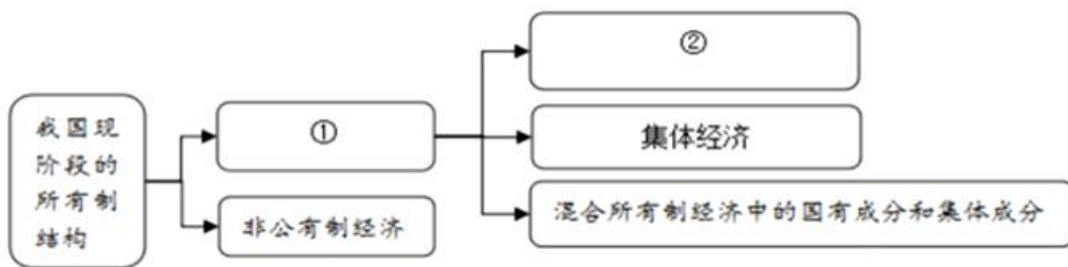 我国现
阶段的
所有制
结构
①
非公有制经济
②
集体经济
混合所有制经济中的国有成分和集体成分